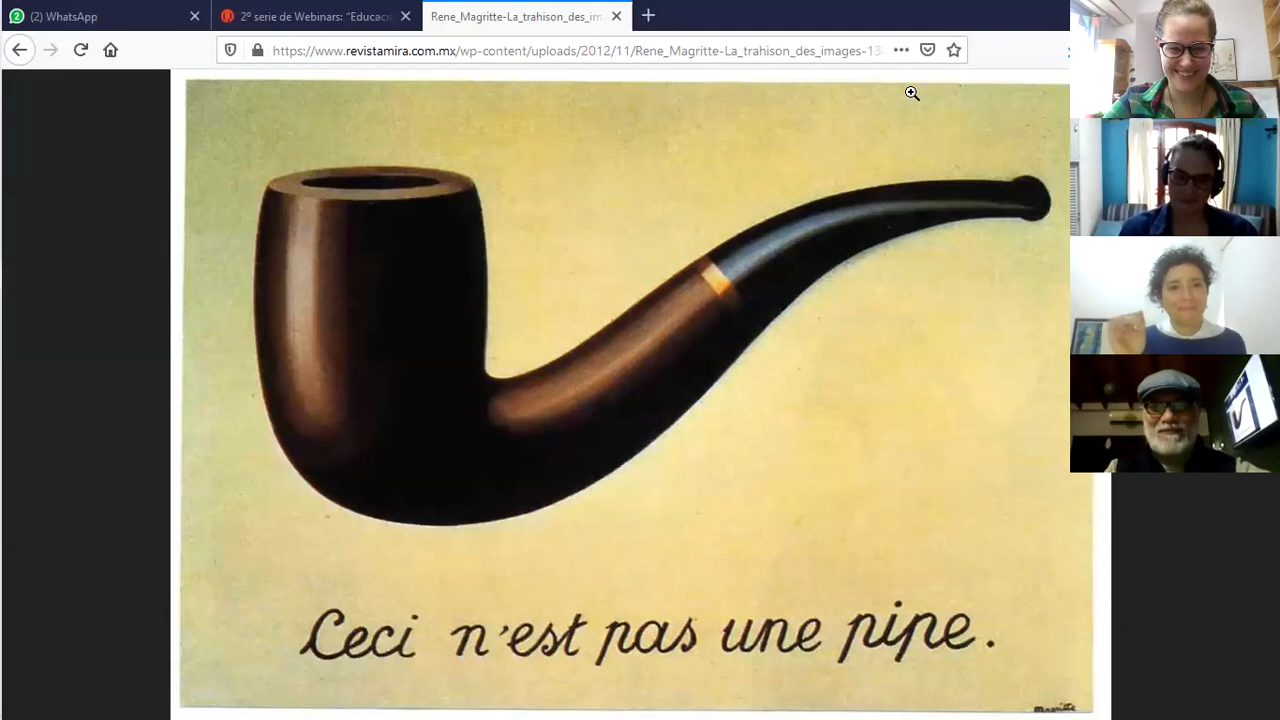 (2) WhatsApp
2º serie de Webinars: “Educaci
Rene_Magritte-La_trahison_des_im
https://www.revistamira.com.mx/wp-content/uploads/2012/11/Rene_Magritte-La_trahison_des_images-13
Ceci n'est pas une pipe.
Magritte